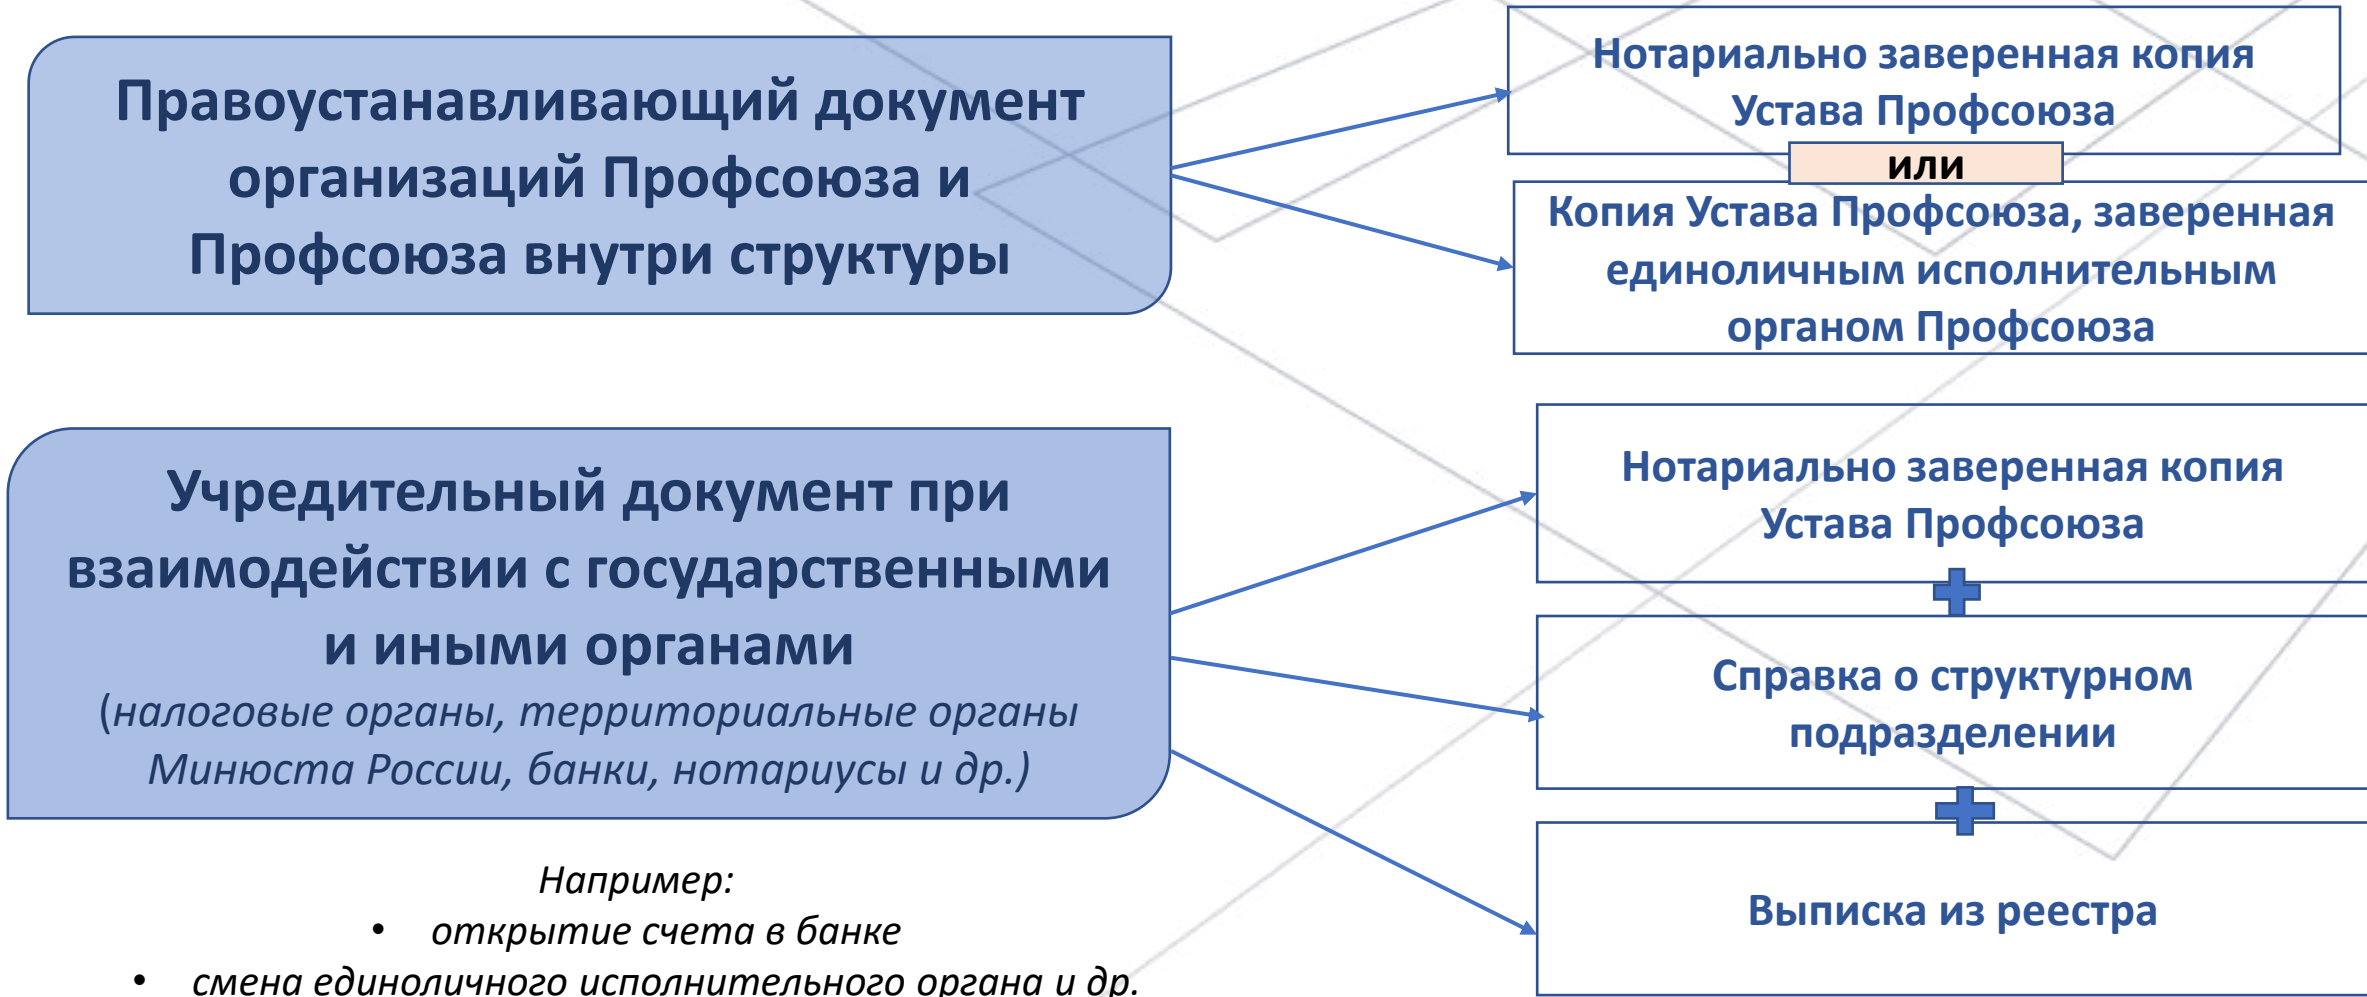 Правоустанавливающий документ
организаций Профсоюза и
Профсоюза внутри структуры
Нотариально заверенная копия
Устава Профсоюза
или
Копия Устава Профсоюза, заверенная
единоличным исполнительным
органом Профсоюза
Учредительный документ при
взаимодействии с государственными
и иными органами
(налоговые органы, территориальные органы
Минюста России, банки, нотариусы и др.)
Нотариально заверенная копия
Устава Профсоюза
Справка о структурном
подразделении
Выписка из реестра
Например:
• открытие счета в банке
• смена единоличного исполнительного органа и др.